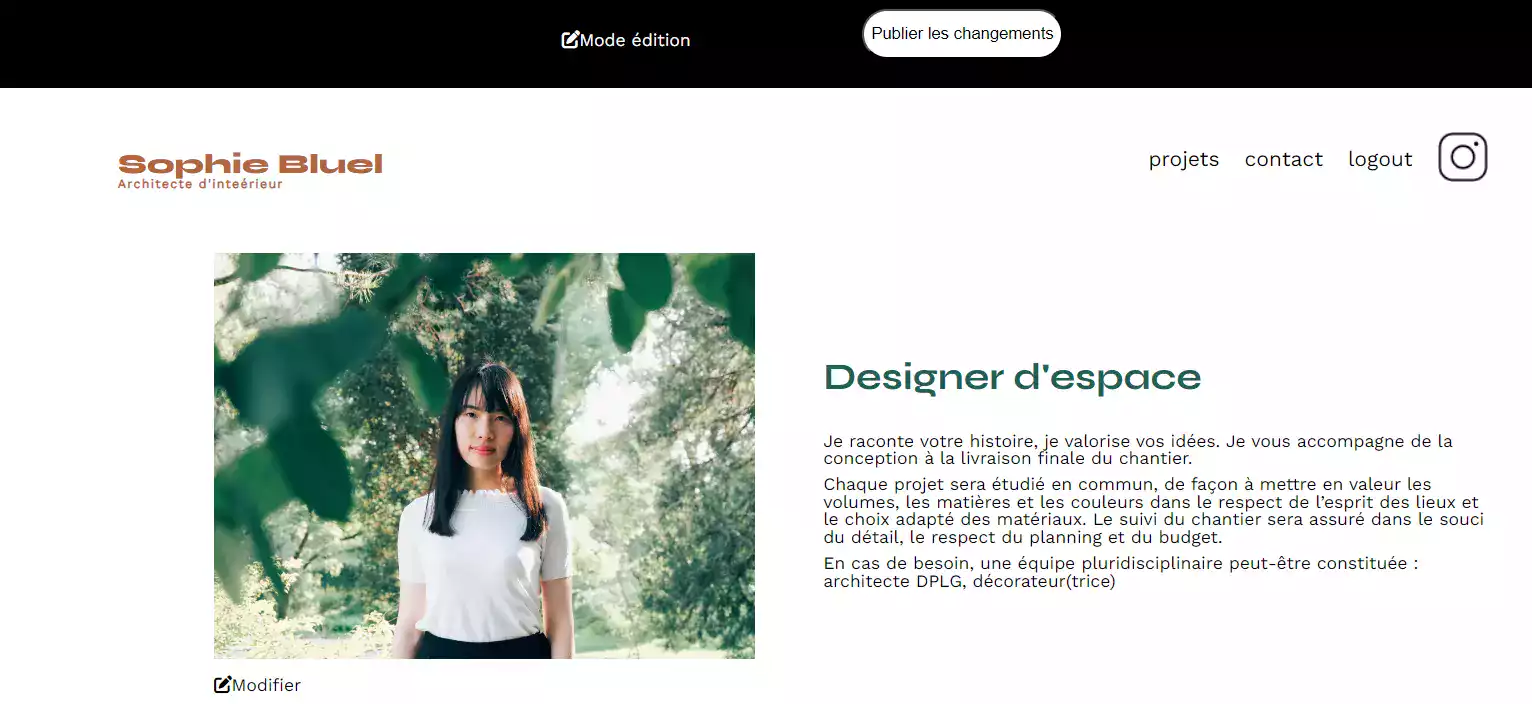 Mode édition
Publier les changements
Sophie Bluel
Architecte d'inteérieur
projets contact logout
Designer d'espace
Je raconte votre histoire, je valorise vos idées. Je vous accompagne de la
conception à la livraison finale du chantier.
Chaque projet sera étudié en commun, de façon à mettre en valeur les
volumes, les matières et les couleurs dans le respect de l’esprit des lieux et
le choix adapté des matériaux. Le suivi du chantier sera assuré dans le souci
du détail, le respect du planning et du budget.
En cas de besoin, une équipe pluridisciplinaire peut-être constituée :
architecte DPLG, décorateur(trice)
Modifier